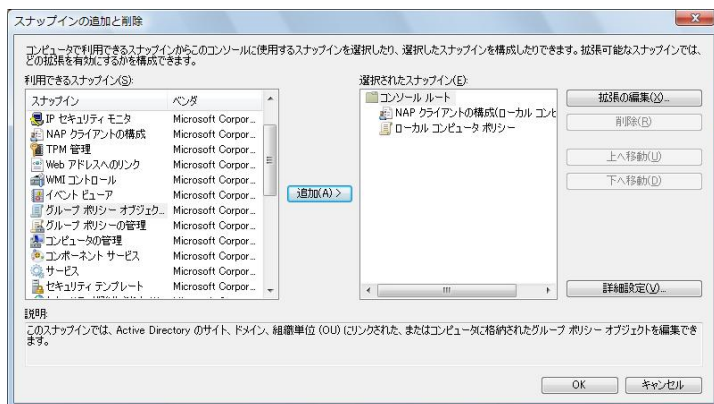 スナップインの追加と削除
コンピュータで利用できるスナップインからこのコンソールに使用するスナップインを選択したり、選択したスナップインを構成したりできます。拡張可能なスナップインでは、
どの拡張を有効にするかを構成できます。
利用できるスナップイン(S):
スナップイン ベンダ
IP セキュリティ モニタ Microsoft Corpor...
NAP クライアントの構成 Microsoft Corpor...
TPM 管理 Microsoft Corpor...
Web アドレスへのリンク Microsoft Corpor...
WMI コントロール Microsoft Corpor...
イベント ビューア Microsoft Corpor...
グループ ポリシー オブジェク... Microsoft Corpor...
グループ ポリシーの管理 Microsoft Corpor...
コンピュータの管理 Microsoft Corpor...
コンポーネント サービス Microsoft Corpor...
サービス Microsoft Corpor...
セキュリティ テンプレート Microsoft Corpor...
追加(A) >
選択されたスナップイン(E):
コンソール ルート
NAP クライアントの構成(ローカル コンピ
ローカル コンピュータ ポリシー
拡張の編集(X)...
削除(R)
上へ移動(U)
下へ移動(D)
詳細設定(V)...
説明:
このスナップインでは、Active Directory のサイト、ドメイン、組織単位 (OU) にリンクされた、またはコンピュータに格納されたグループ ポリシー オブジェクトを編集でき
ます。
OK
キャンセル